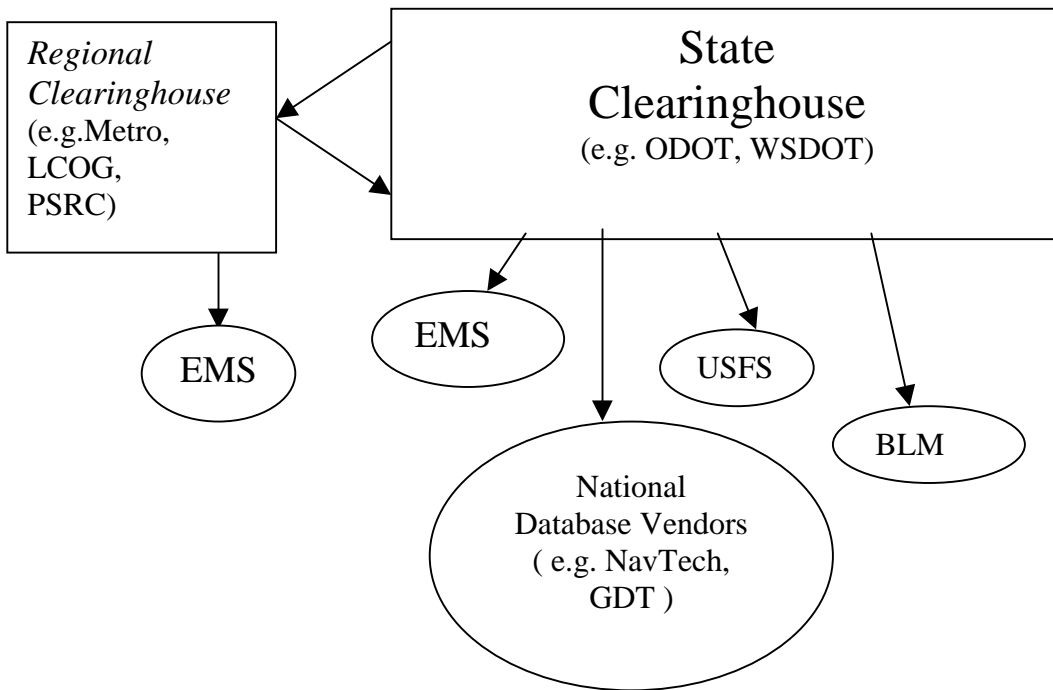 Regional
Clearinghouse
(e.g.Metro,
LCOG,
PSRC)
State
Clearinghouse
(e.g. ODOT, WSDOT)
EMS
EMS
USFS
BLM
National
Database Vendors
( e.g. NavTech,
GDT )